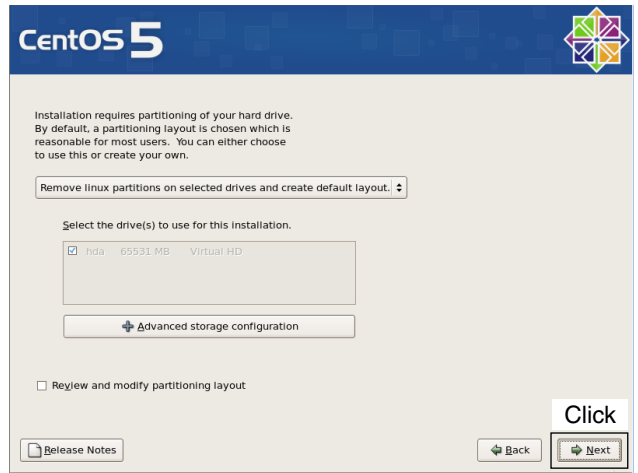 CentOS 5
Installation requires partitioning of your hard drive.
By default, a partitioning layout is chosen which is
reasonable for most users. You can either choose
to use this or create your own.
Remove linux partitions on selected drives and create default layout.
Select the drive(s) to use for this installation.
hda 65531 MB Virtual HD
Advanced storage configuration
Review and modify partitioning layout
Click
Release Notes
Back
Next